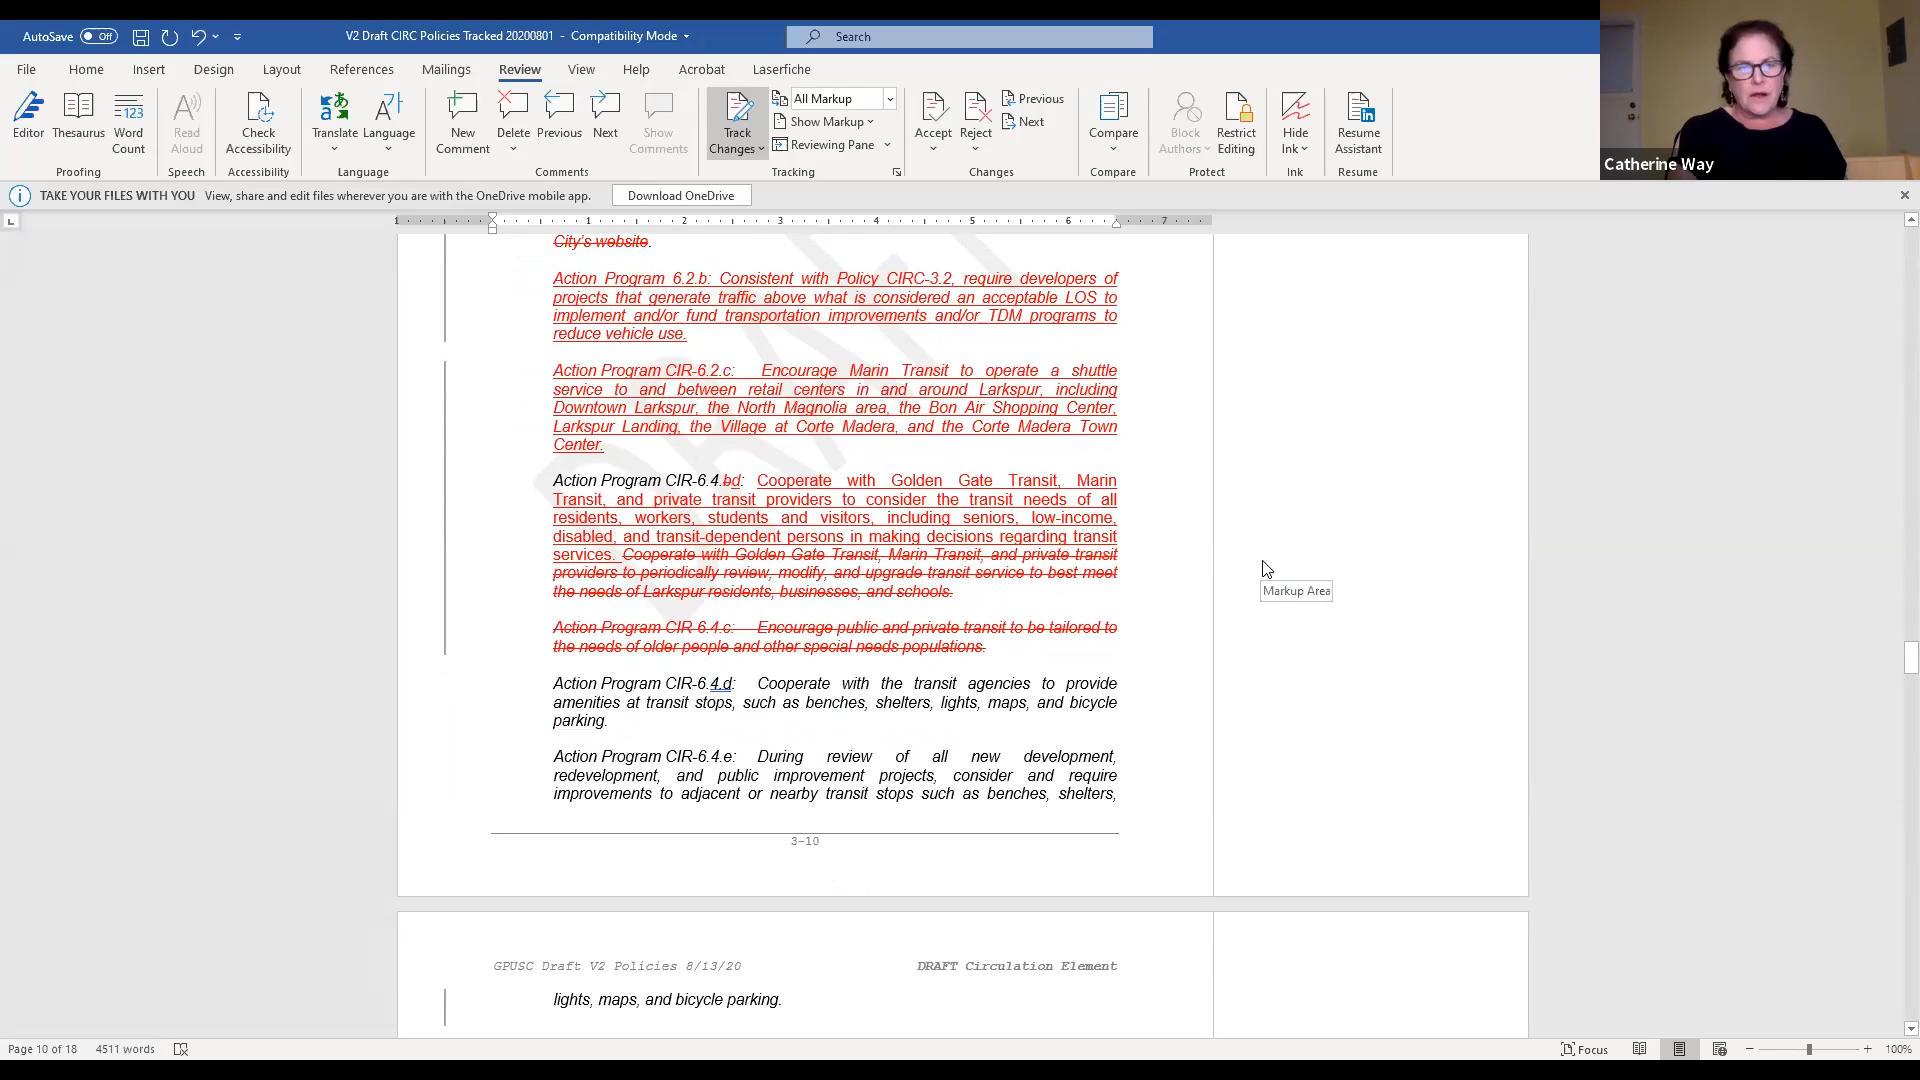 AutoSave Off V2 Draft CIRC Policies Tracked 20200801 - Compatibility Mode Search
File Home Insert Design Layout References Mailings Review View Help Acrobat Laserfiche
Editor Thesaurus Word Count Read Aloud Check Accessibility Translate Language New Comment Delete Previous Next Show Comments Track Changes All Markup Show Markup Reviewing Pane Accept Reject Previous Next Compare Block Authors Restrict Editing Hide Ink Resume Assistant
Proofing Speech Accessibility Language Comments Tracking Changes Compare Protect Ink Resume
Catherine Way
TAKE YOUR FILES WITH YOU View, share and edit files wherever you are with the OneDrive mobile app. Download OneDrive
1 1 2 3 4 5 6 7
DRAFT
City's website.
Action Program 6.2.b: Consistent with Policy CIRC-3.2, require developers of
projects that generate traffic above what is considered an acceptable LOS to
implement and/or fund transportation improvements and/or TDM programs to
reduce vehicle use.
Action Program CIR-6.2.c: Encourage Marin Transit to operate a shuttle
service to and between retail centers in and around Larkspur, including
Downtown Larkspur, the North Magnolia area, the Bon Air Shopping Center,
Larkspur Landing, the Village at Corte Madera, and the Corte Madera Town
Center.
Action Program CIR-6.4.bd: Cooperate with Golden Gate Transit, Marin
Transit, and private transit providers to consider the transit needs of all
residents, workers, students and visitors, including seniors, low-income,
disabled, and transit-dependent persons in making decisions regarding transit
services. Cooperate with Golden Gate Transit, Marin Transit, and private transit
providers to periodically review, modify, and upgrade transit service to best meet
the needs of Larkspur residents, businesses, and schools.
Action Program CIR-6.4.c: Encourage public and private transit to be tailored to
the needs of older people and other special needs populations.
Action Program CIR-6.4.d: Cooperate with the transit agencies to provide
amenities at transit stops, such as benches, shelters, lights, maps, and bicycle
parking.
Action Program CIR-6.4.e: During review of all new development,
redevelopment, and public improvement projects, consider and require
improvements to adjacent or nearby transit stops such as benches, shelters,
Markup Area
3-10
GPUSC Draft V2 Policies 8/13/20 DRAFT Circulation Element
lights, maps, and bicycle parking.
Page 10 of 18 4511 words Focus 100%